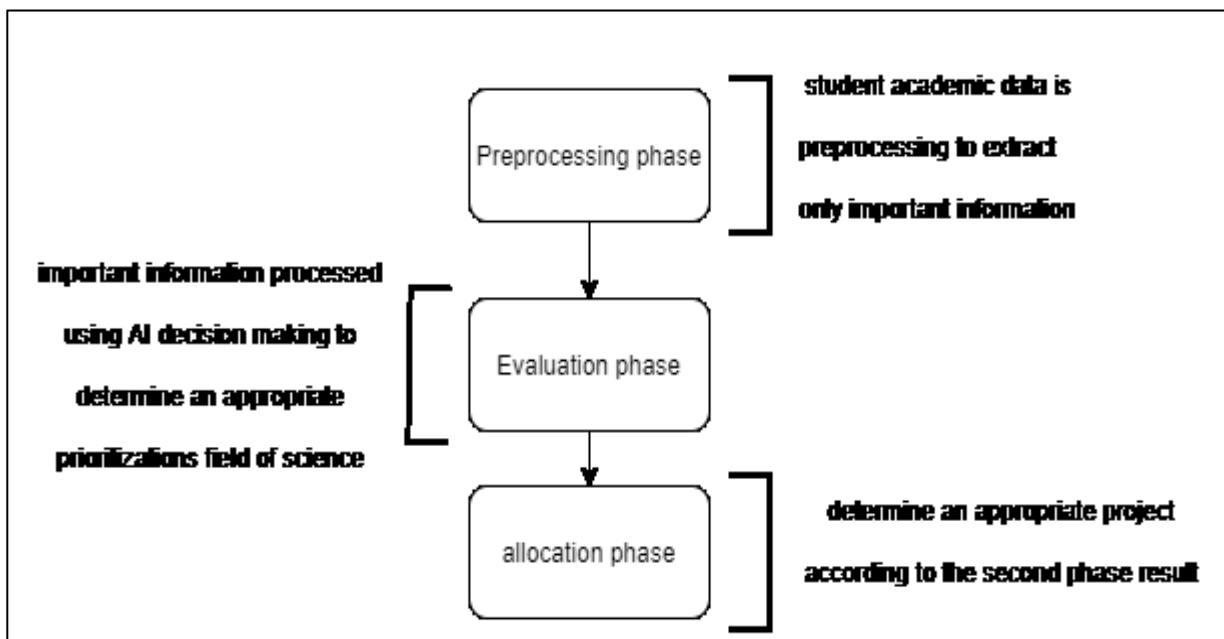 student academic data is
Preprocessing phase
preprocessing to extract
only important information
important information processed
using AI decision making to
Evaluation phase
determine an appropriate
prioritizations field of science
determine an appropriate project
allocation phase
according to the second phase result